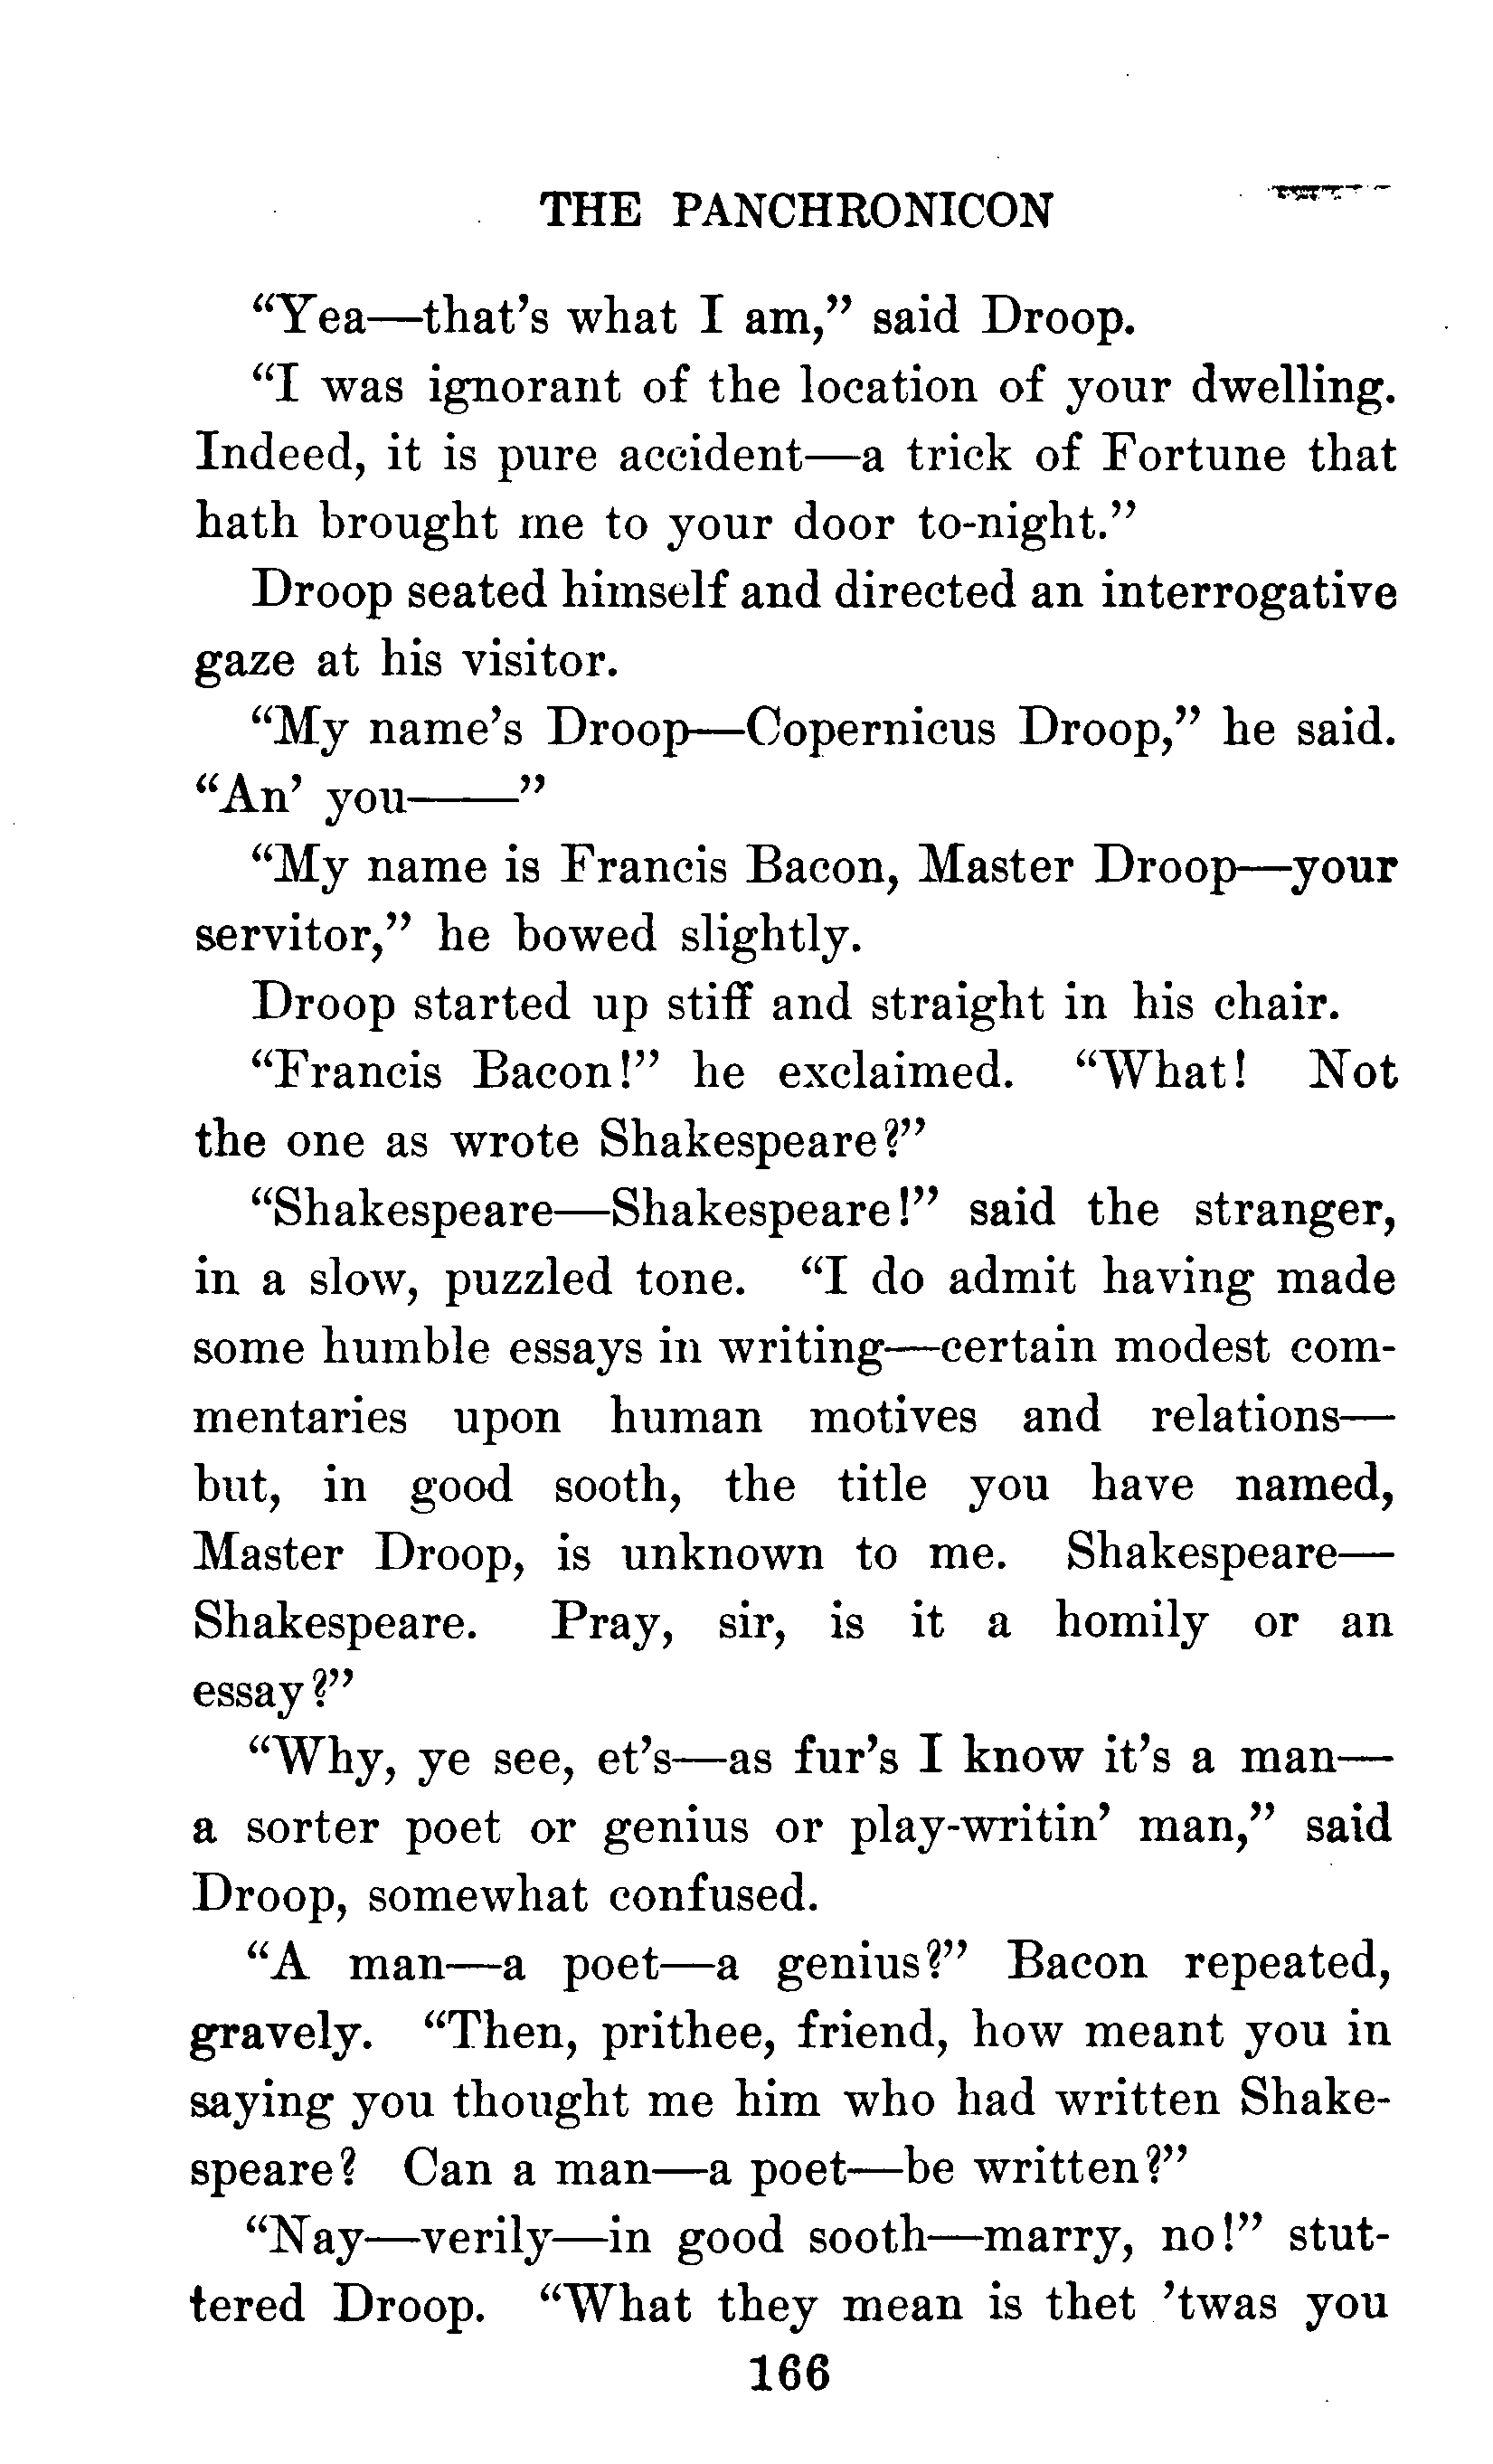 THE PANCHRONICON
“Yea—that’s what I am,” said Droop.
“I was ignorant of the location of your dwelling.
Indeed, it is pure accident—a trick of Fortune that
hath brought me to your door to-night.”
Droop seated himself and directed an interrogative
gaze at his visitor.
“My name’s Droop—Copernicus Droop,” he said.
“An’ you——”
“My name is Francis Bacon, Master Droop—your
servitor,” he bowed slightly.
Droop started up stiff and straight in his chair.
“Francis Bacon!” he exclaimed. “What! Not
the one as wrote Shakespeare?”
“Shakespeare—Shakespeare!” said the stranger,
in a slow, puzzled tone. “I do admit having made
some humble essays in writing—certain modest com-
mentaries upon human motives and relations—
but, in good sooth, the title you have named,
Master Droop, is unknown to me. Shakespeare—
Shakespeare. Pray, sir, is it a homily or an
essay?”
“Why, ye see, et’s—as fur’s I know it’s a man—
a sorter poet or genius or play-writin’ man,” said
Droop, somewhat confused.
“A man—a poet—a genius?” Bacon repeated,
gravely. “Then, prithee, friend, how meant you in
saying you thought me him who had written Shake-
speare? Can a man—a poet—be written?”
“Nay—verily—in good sooth—marry, no!” stut-
tered Droop. “What they mean is thet ’twas you
166